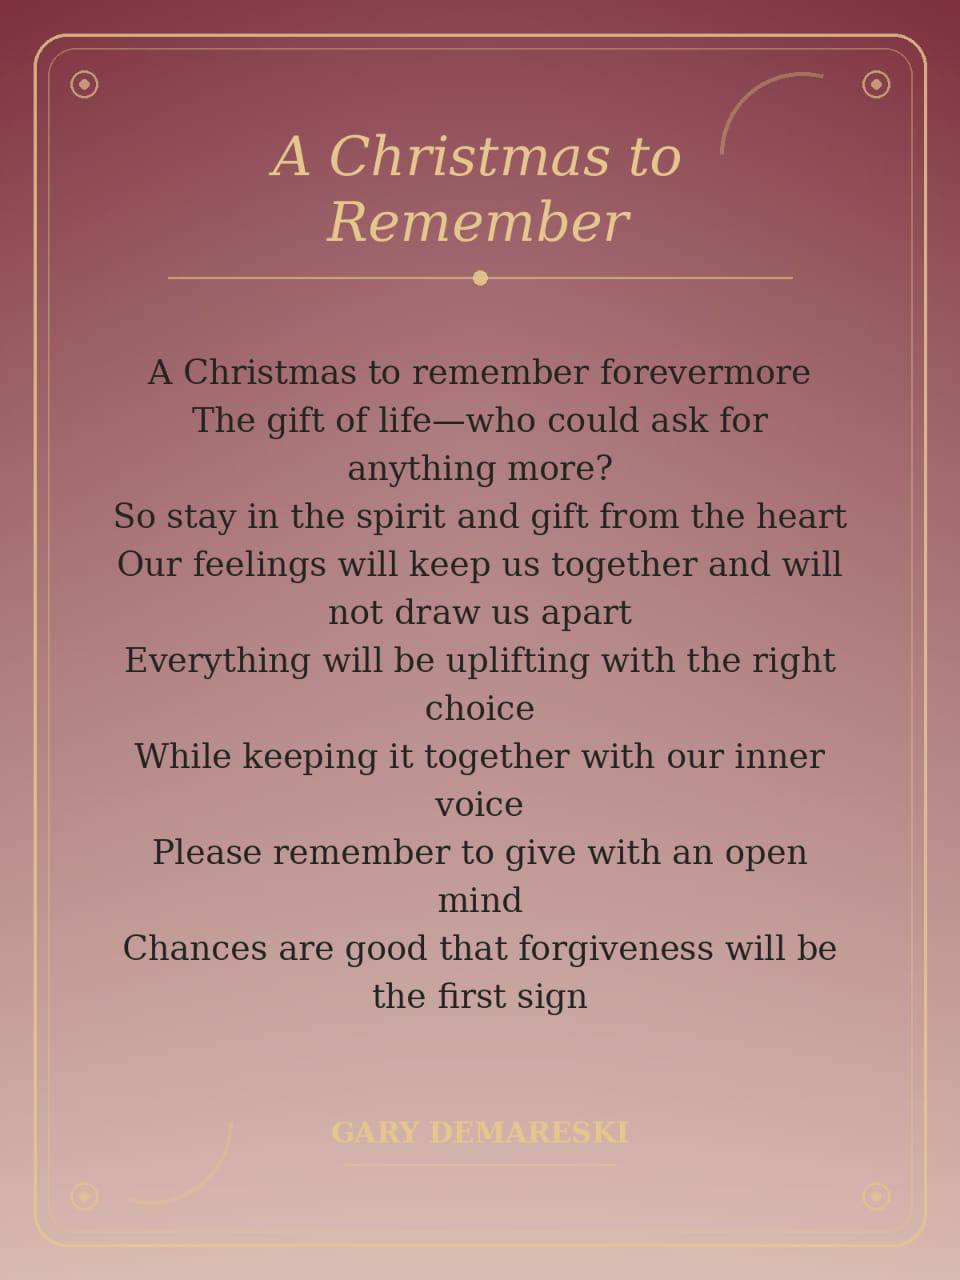 A Christmas to
Remember
A Christmas to remember forevermore
The gift of life—who could ask for
anything more?
So stay in the spirit and gift from the heart
Our feelings will keep us together and will
not draw us apart
Everything will be uplifting with the right
choice
While keeping it together with our inner
voice
Please remember to give with an open
mind
Chances are good that forgiveness will be
the first sign
GARY DEMARESKI